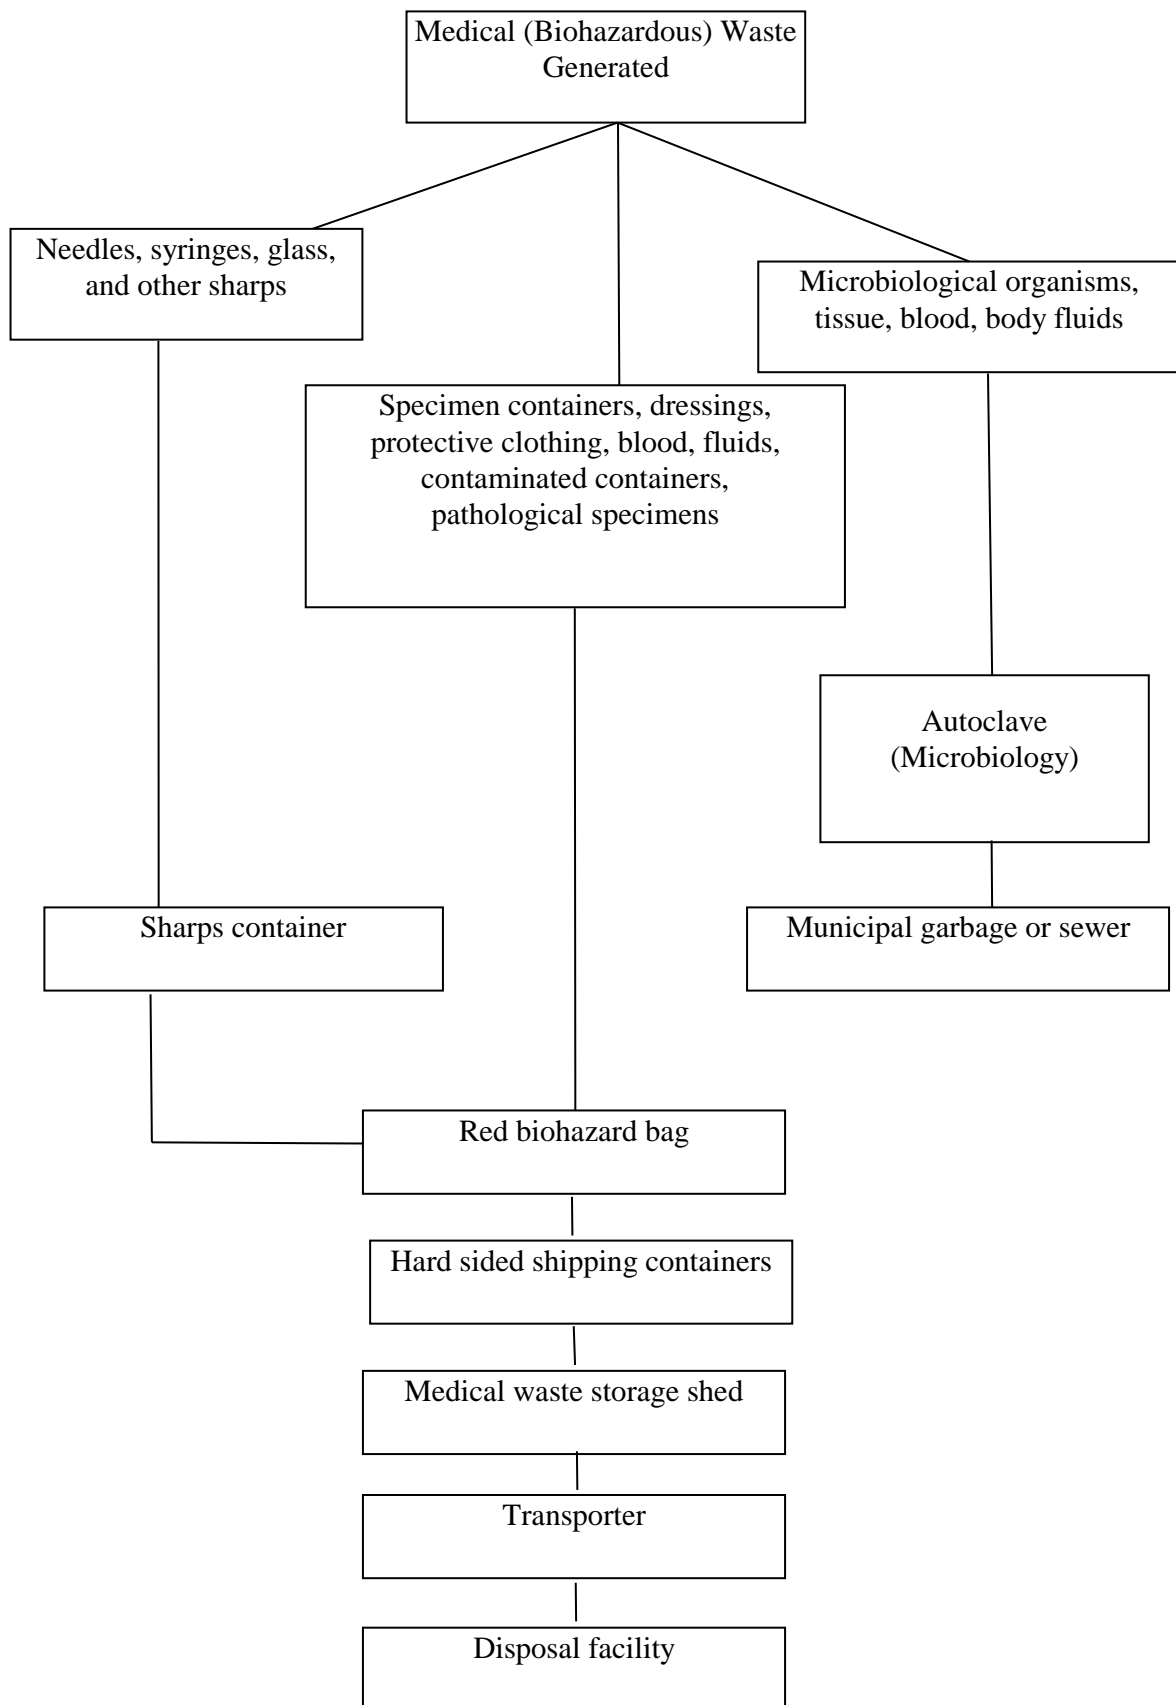 Medical (Biohazardous) Waste
Generated
Needles, syringes, glass,
and other sharps
Microbiological organisms,
tissue, blood, body fluids
Specimen containers, dressings,
protective clothing, blood, fluids,
contaminated containers,
pathological specimens
Autoclave
(Microbiology)
Sharps container
Municipal garbage or sewer
Red biohazard bag
Hard sided shipping containers
Medical waste storage shed
Transporter
Disposal facility